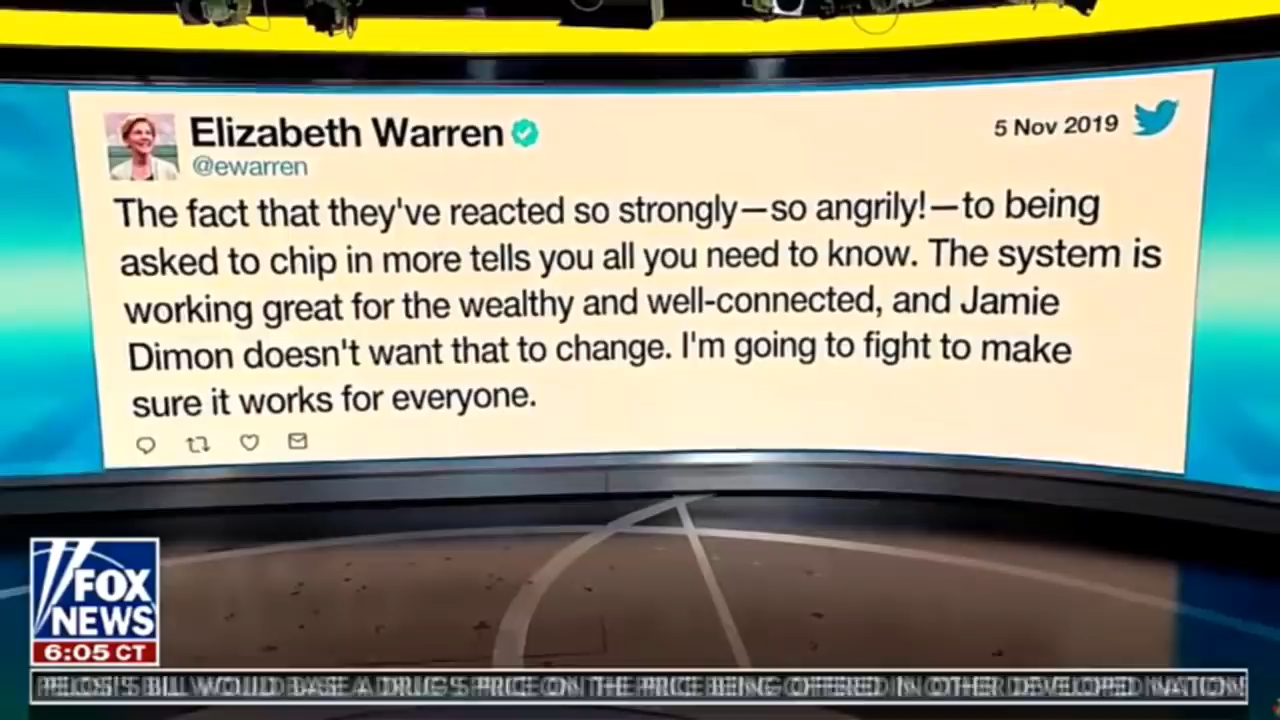 Elizabeth Warren
5 Nov 2019
@ewarren
The fact that they've reacted so strongly—so angrily!—to being
asked to chip in more tells you all you need to know. The system is
working great for the wealthy and well-connected, and Jamie
Dimon doesn't want that to change. I'm going to fight to make
sure it works for everyone.
FOX
NEWS
6:05 CT
PELOSI'S BILL WOULD BASE A DRUG'S PRICE ON THE PRICE BEING OFFERED IN OTHER DEVELOPED NATIONS